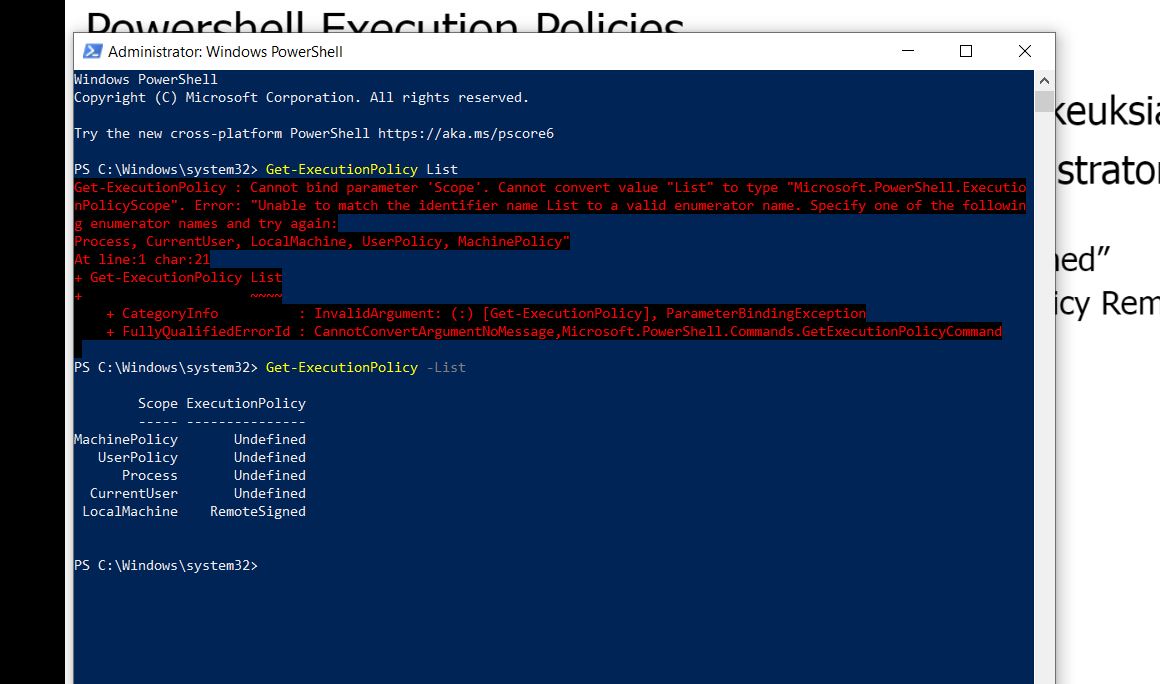 Powershell Execution Policies
Administrator: Windows PowerShell
Windows PowerShell
Copyright (C) Microsoft Corporation. All rights reserved.
Try the new cross-platform PowerShell https://aka.ms/pscore6
PS C:\Windows\system32> Get-ExecutionPolicy List
Get-ExecutionPolicy : Cannot bind parameter 'Scope'. Cannot convert value "List" to type "Microsoft.PowerShell.Executio
nPolicyScope". Error: "Unable to match the identifier name List to a valid enumerator name. Specify one of the followin
g enumerator names and try again:
Process, CurrentUser, LocalMachine, UserPolicy, MachinePolicy"
At line:1 char:21
+ Get-ExecutionPolicy List
+                     ~~~~
    + CategoryInfo          : InvalidArgument: (:) [Get-ExecutionPolicy], ParameterBindingException
    + FullyQualifiedErrorId : CannotConvertArgumentNoMessage,Microsoft.PowerShell.Commands.GetExecutionPolicyCommand
PS C:\Windows\system32> Get-ExecutionPolicy -List
        Scope ExecutionPolicy
        ----- ---------------
MachinePolicy       Undefined
   UserPolicy       Undefined
      Process       Undefined
  CurrentUser       Undefined
 LocalMachine    RemoteSigned
PS C:\Windows\system32>
keuksia
strator
ned”
icy Rem